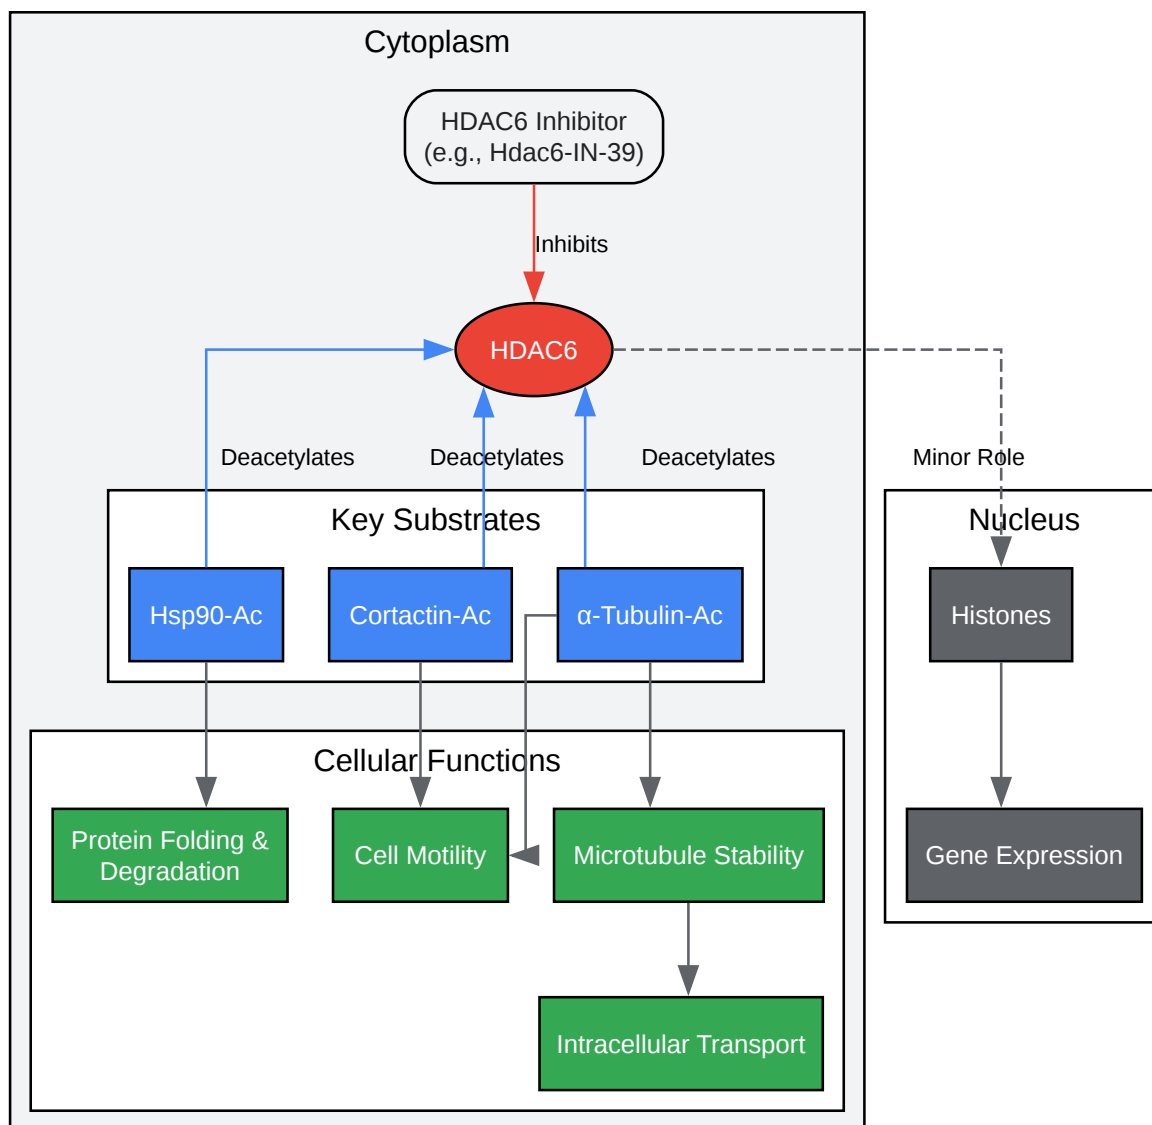 Cytoplasm
HDAC6 Inhibitor
(e.g., Hdac6-IN-39)
Inhibits
HDAC6
Deacetylates
Deacetylates
Deacetylates
Minor Role
Key Substrates
Nucleus
Hsp90-Ac
Cortactin-Ac
α-Tubulin-Ac
Histones
Cellular Functions
Protein Folding &
Degradation
Cell Motility
Microtubule Stability
Gene Expression
Intracellular Transport